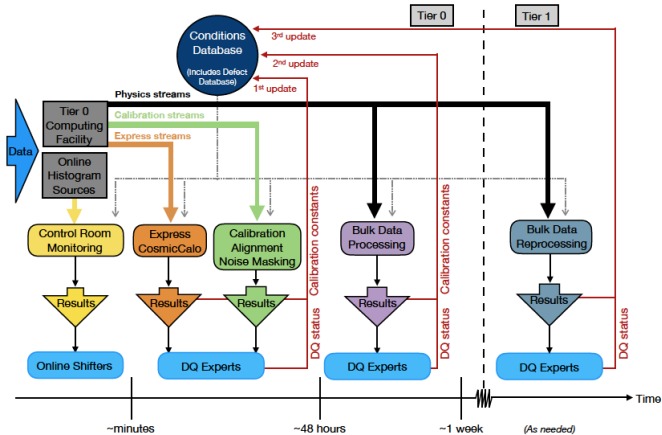 Tier 0
Tier 1
Conditions
Database
(Includes Defect
Database)
3rd update
2nd update
1st update
Physics streams
Tier 0
Computing
Facility
Calibration streams
Express streams
Data
Online
Histogram
Sources
Control Room
Monitoring
Express
CosmicCalo
Calibration
Alignment
Noise Masking
Bulk Data
Processing
Bulk Data
Reprocessing
Calibration constants
Calibration constants
Results
Results
Results
Results
Results
DQ status
DQ status
DQ status
Online Shifters
DQ Experts
DQ Experts
DQ Experts
Time
~minutes
~48 hours
~1 week
(As needed)